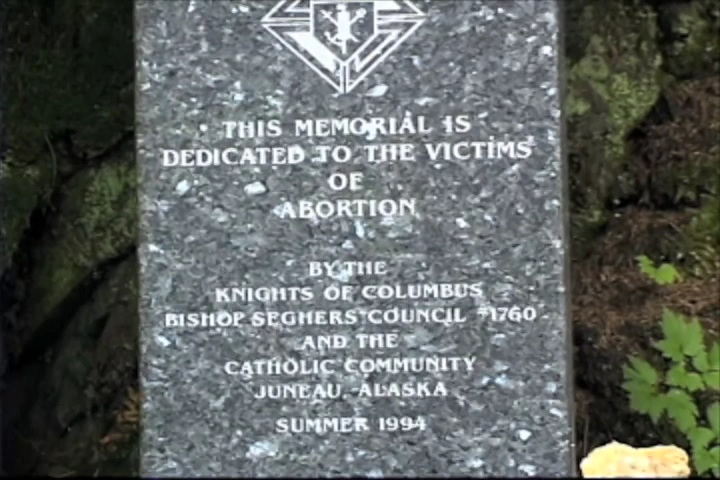 THIS MEMORIAL IS
DEDICATED TO THE VICTIMS
OF
ABORTION
BY THE
KNIGHTS OF COLUMBUS
BISHOP SEGHERS COUNCIL #1760
AND THE
CATHOLIC COMMUNITY
JUNEAU, ALASKA
SUMMER 1994